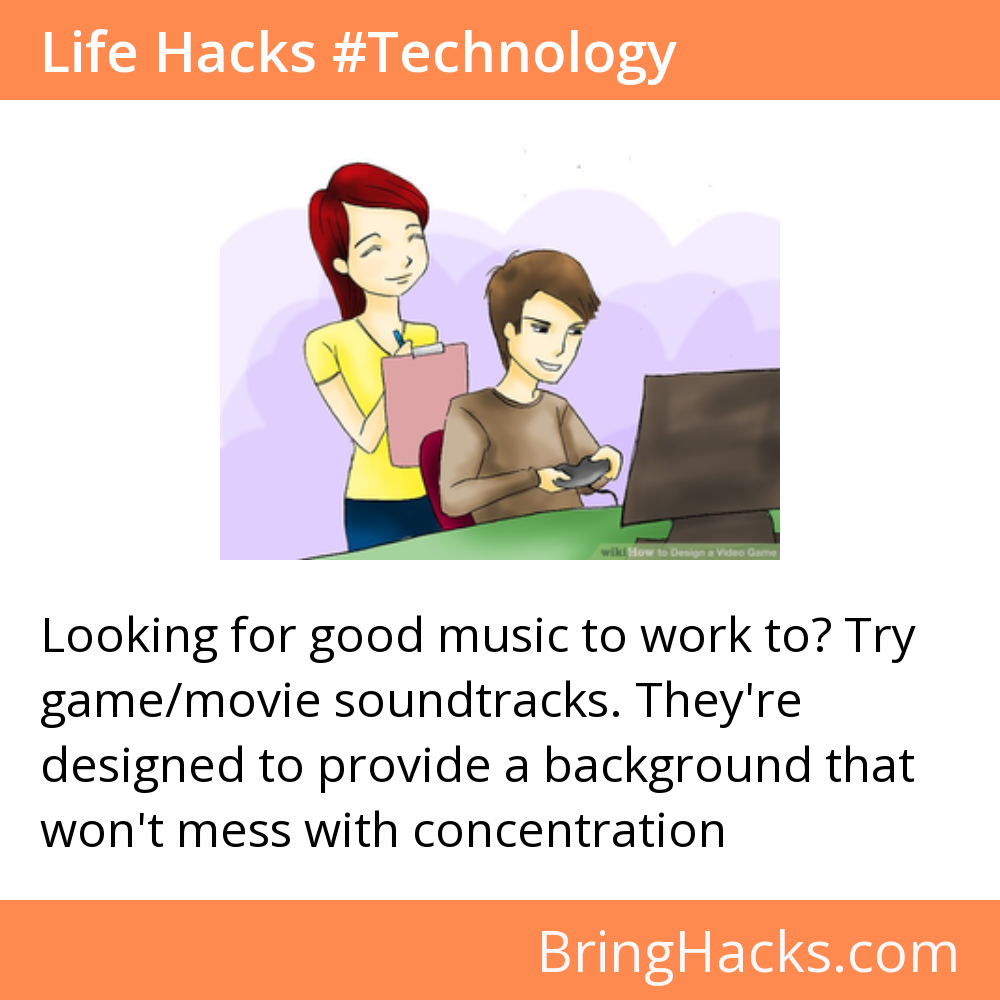 Life Hacks #Technology
wikiHow to Design a Video Game
Looking for good music to work to? Try
game/movie soundtracks. They're
designed to provide a background that
won't mess with concentration
BringHacks.com